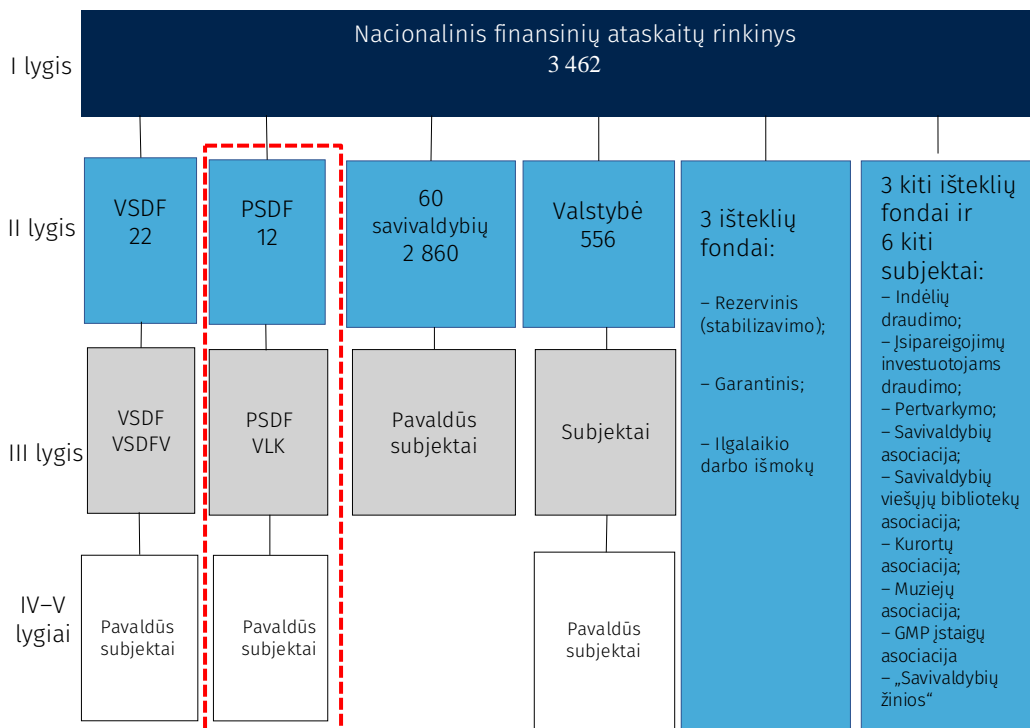 Nacionalinis finansinių ataskaitų rinkinys
3 462
I lygis
II lygis
VSDF
22
PSDF
12
60
savivaldybių
2 860
Valstybė
556
3 išteklių
fondai:
– Rezervinis
(stabilizavimo);
– Garantinis;
– Ilgalaikio
darbo išmokų
3 kiti išteklių
fondai ir
6 kiti
subjektai:
– Indėlių
draudimo;
– Įsipareigojimų
investuotojams
draudimo;
– Pertvarkymo;
– Savivaldybių
asociacija;
– Savivaldybių
viešųjų bibliotekų
asociacija;
– Kurortų
asociacija;
– Muziejų
asociacija;
– GMP įstaigų
asociacija
– „Savivaldybių
žinios“
III lygis
VSDF
VSDFV
PSDF
VLK
Pavaldūs
subjektai
Subjektai
IV–V
lygiai
Pavaldūs
subjektai
Pavaldūs
subjektai
Pavaldūs
subjektai